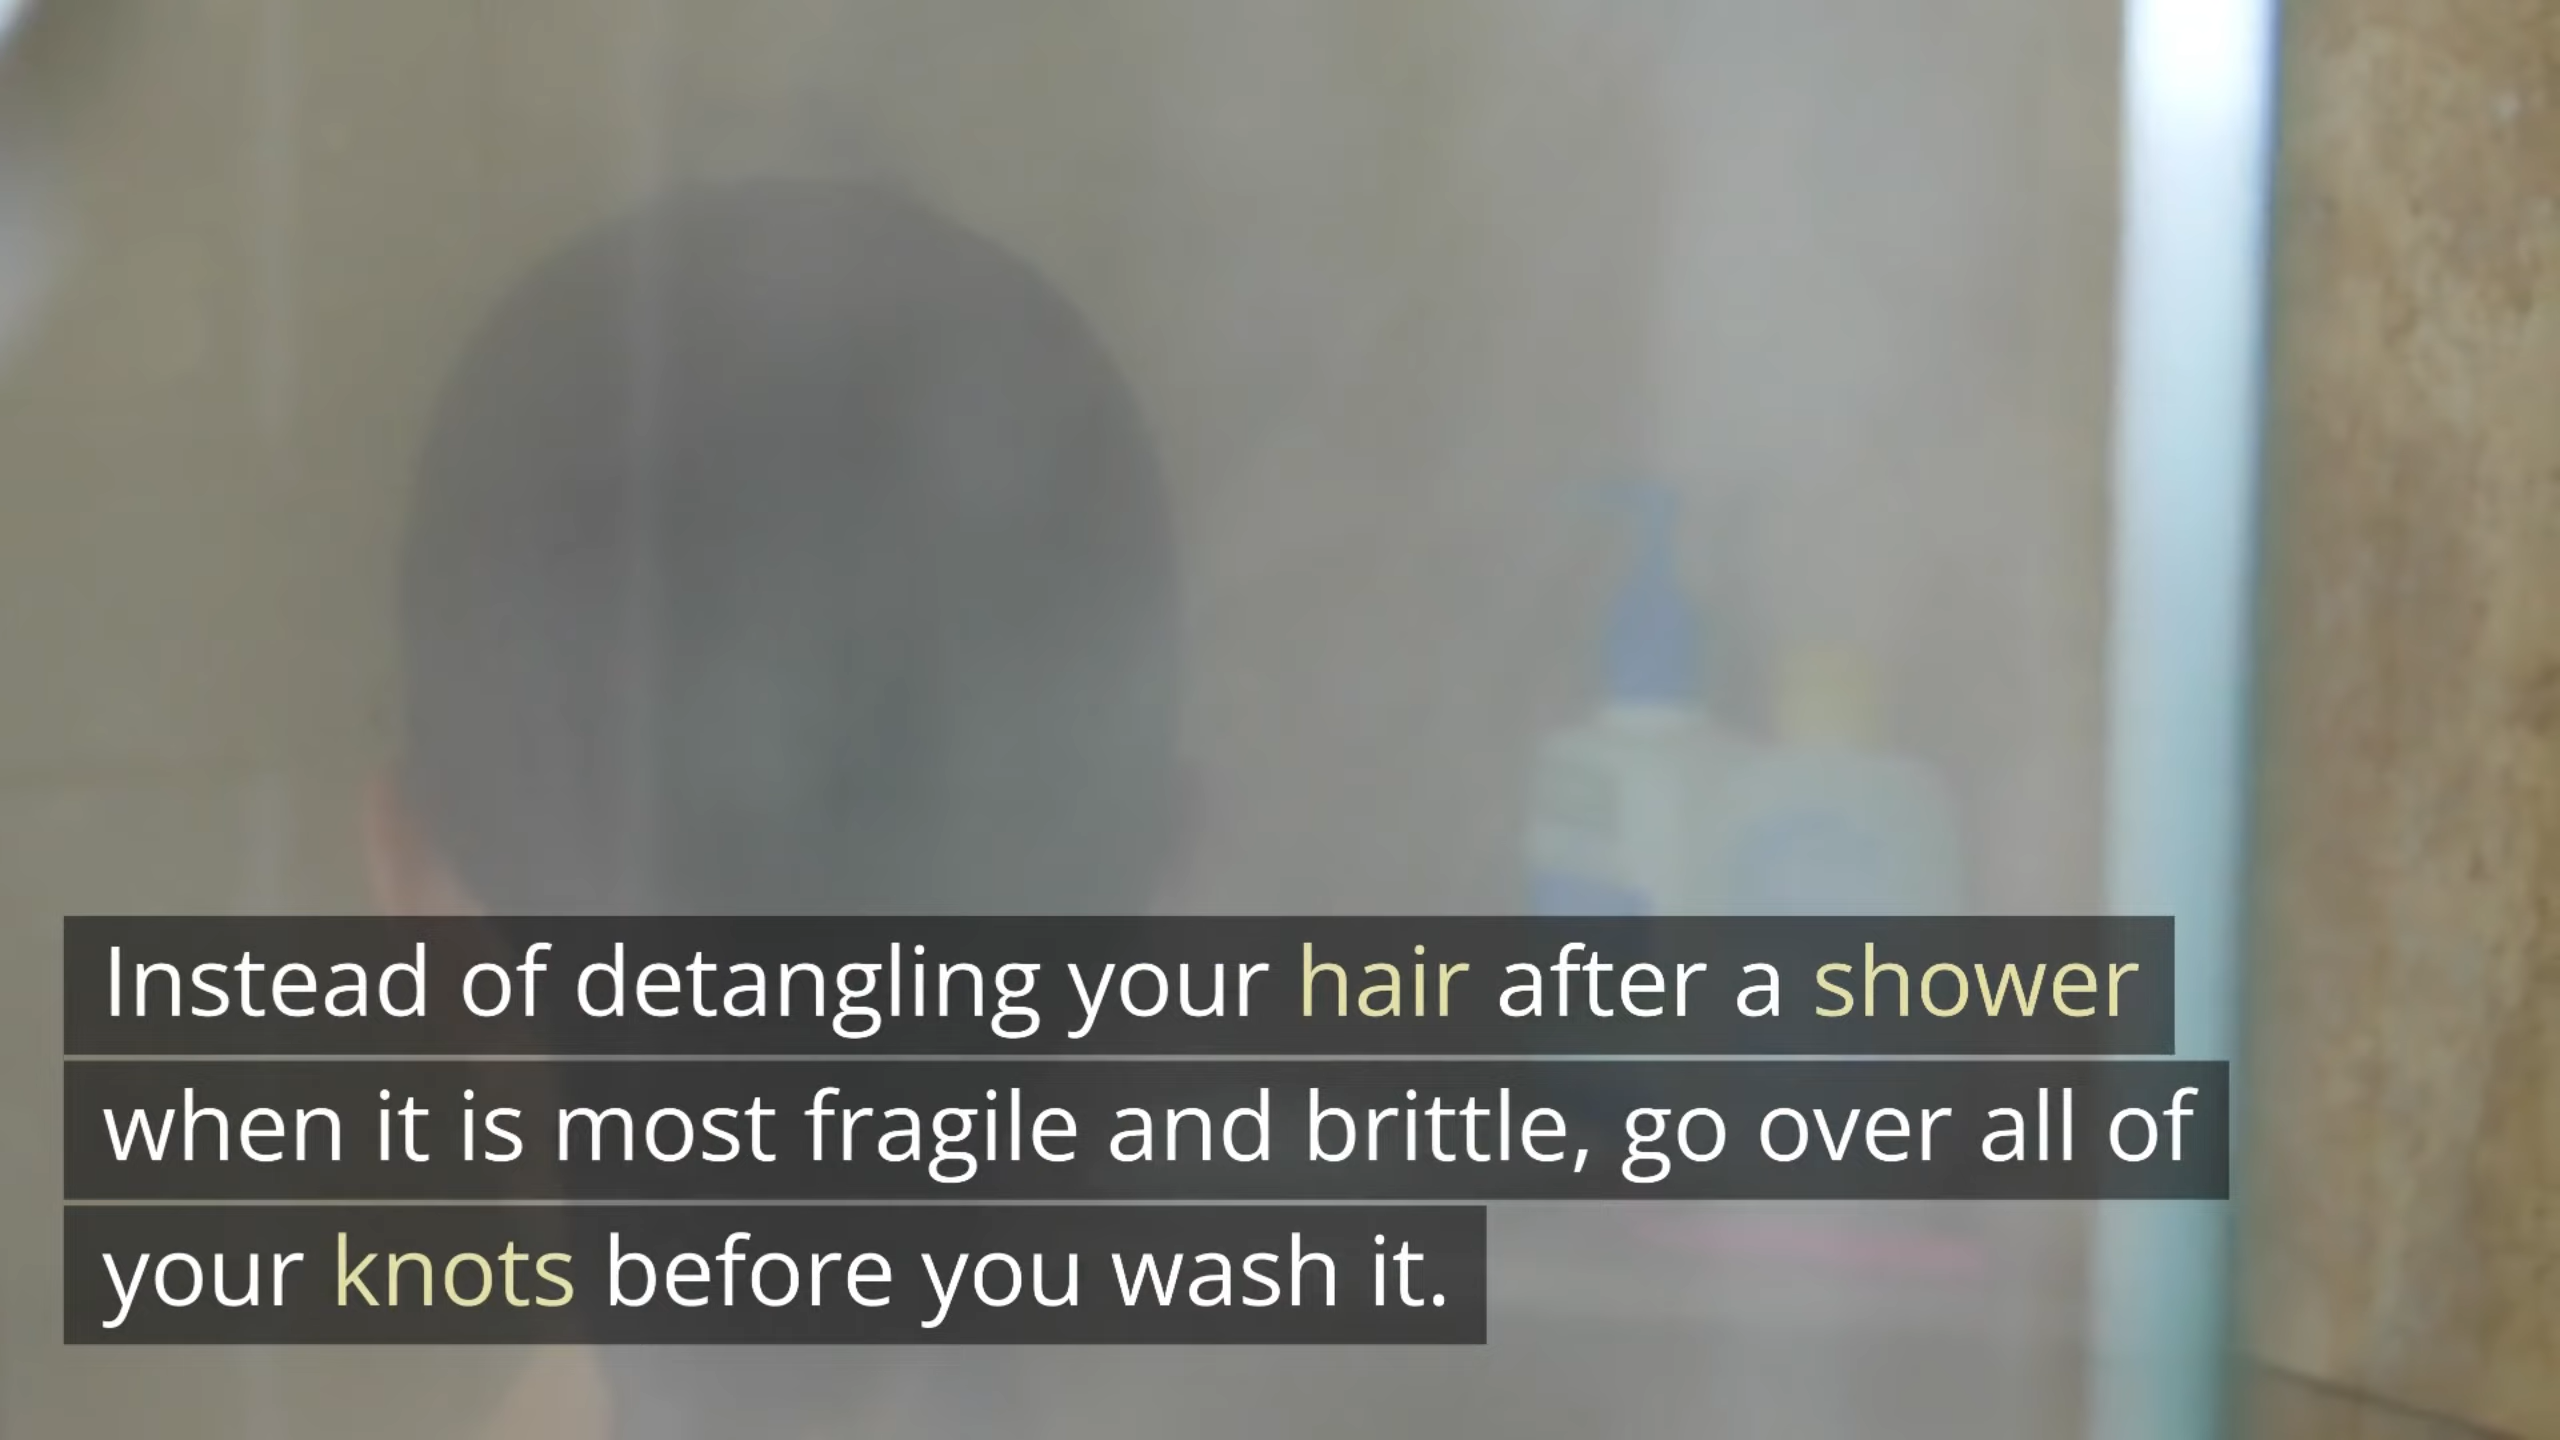 Instead of detangling your hair after a shower
when it is most fragile and brittle, go over all of
your knots before you wash it.